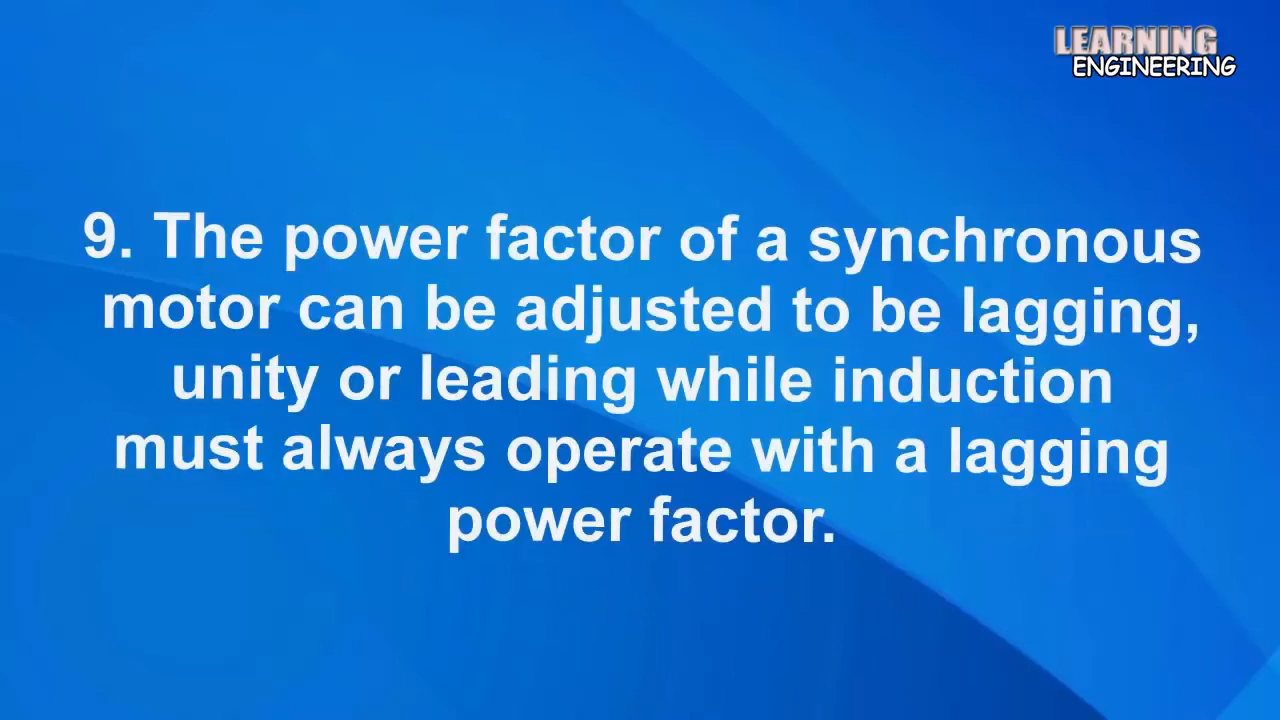 LEARNING
ENGINEERING
9. The power factor of a synchronous
motor can be adjusted to be lagging,
unity or leading while induction
must always operate with a lagging
power factor.